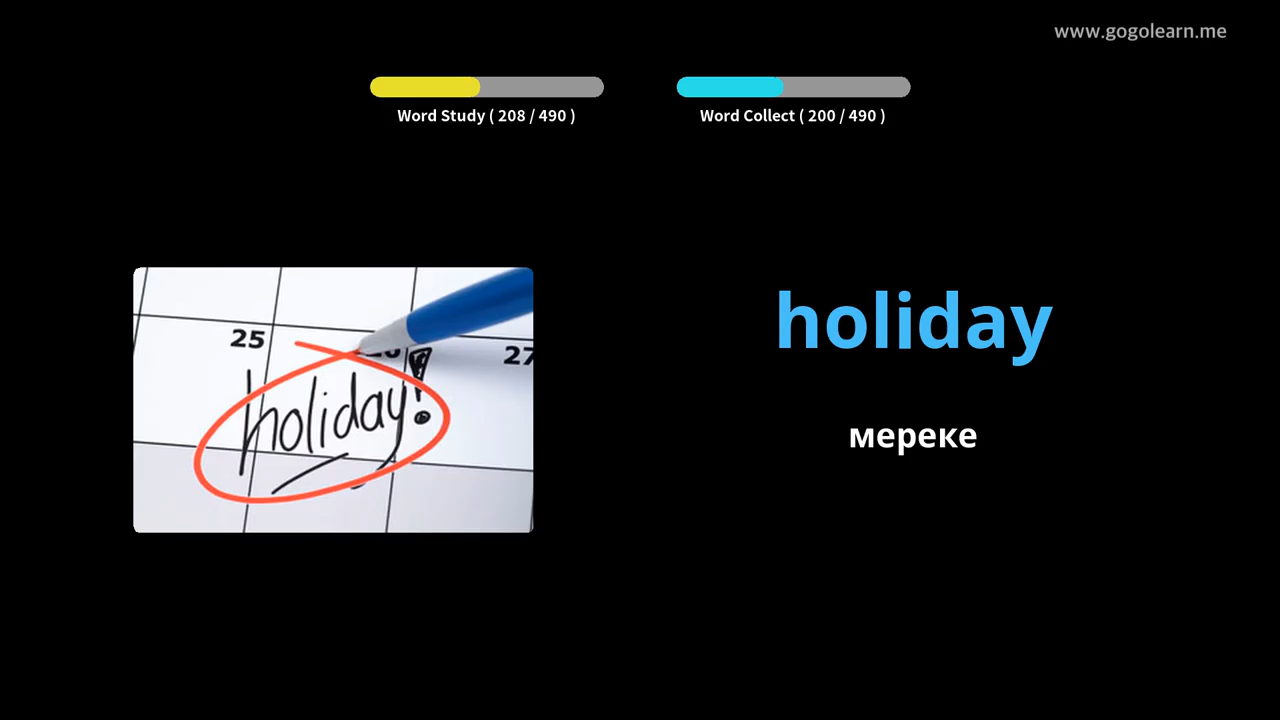 www.gogolearn.me
Word Study ( 208 / 490 )
Word Collect ( 200 / 490 )
25
27
holiday!
holiday
мереке